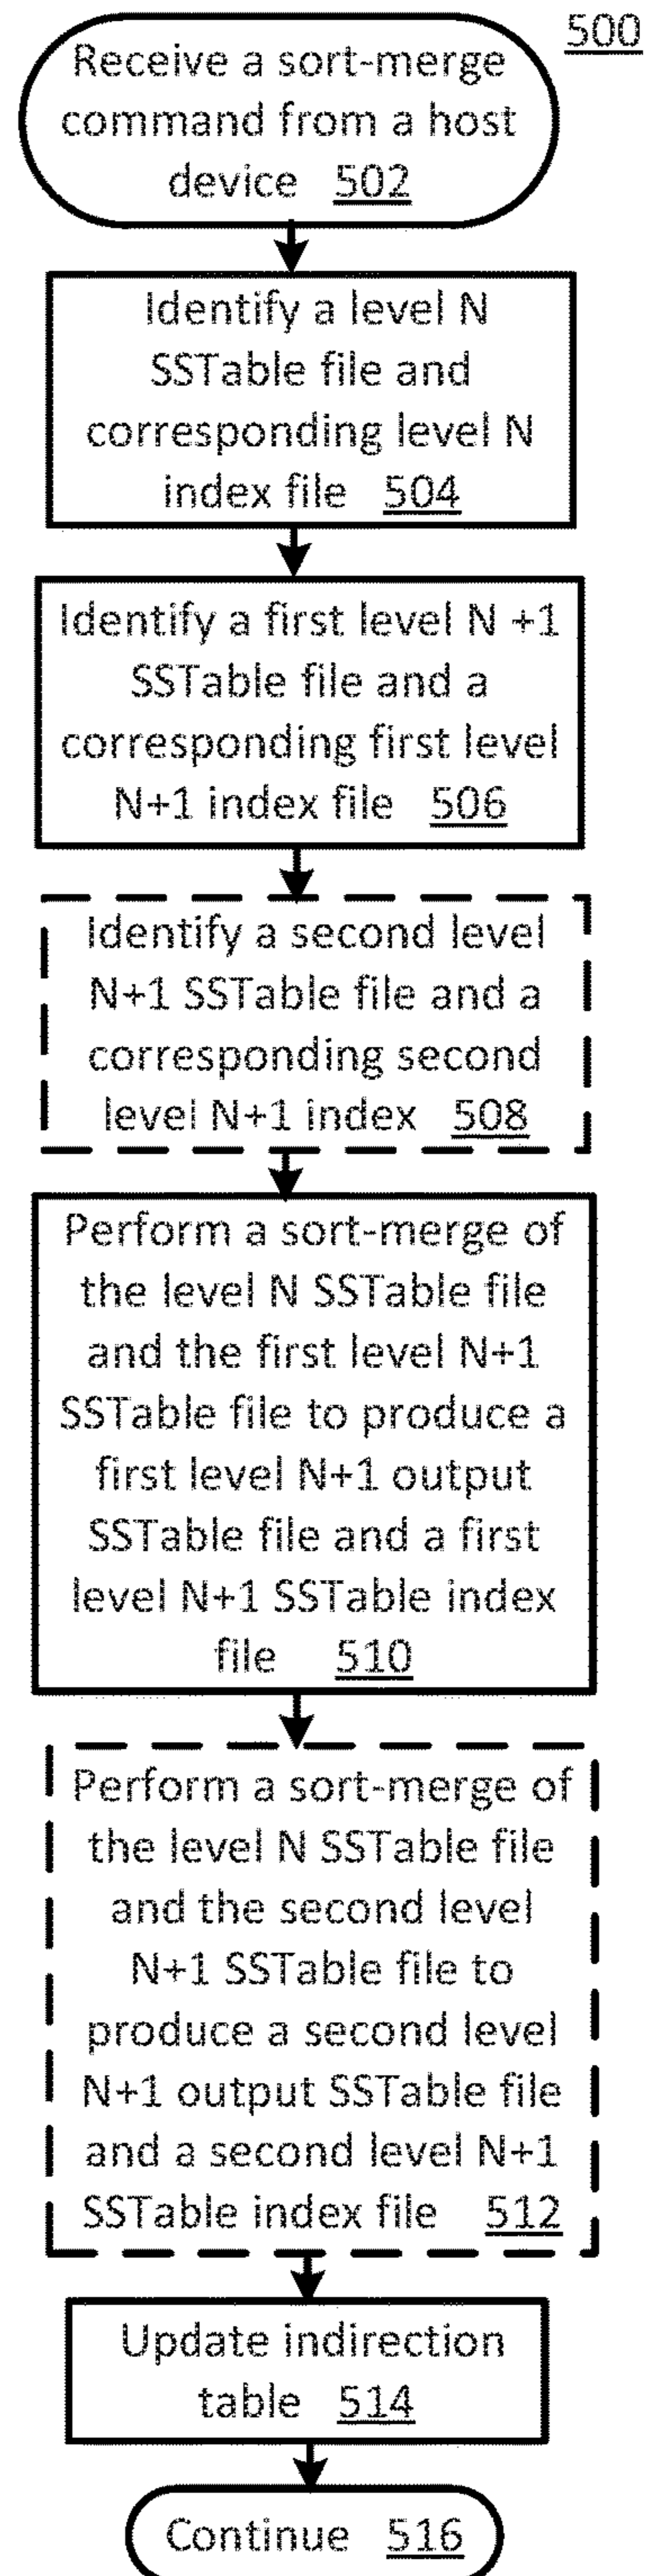 500
Receive a sort-merge
command from a host
device 502
Identify a level N
SSTable file and
corresponding level N
index file 504
Identify a first level N +1
SSTable file and a
corresponding first level
N+1 index file 506
Identify a second level
N+1 SSTable file and a
corresponding second
level N+1 index 508
Perform a sort-merge of
the level N SSTable file
and the first level N+1
SSTable file to produce a
first level N+1 output
SSTable file and a first
level N+1 SSTable index
file 510
Perform a sort-merge of
the level N SSTable file
and the second level
N+1 SSTable file to
produce a second level
N+1 output SSTable file
and a second level N+1
SSTable index file 512
Update indirection
table 514
Continue 516